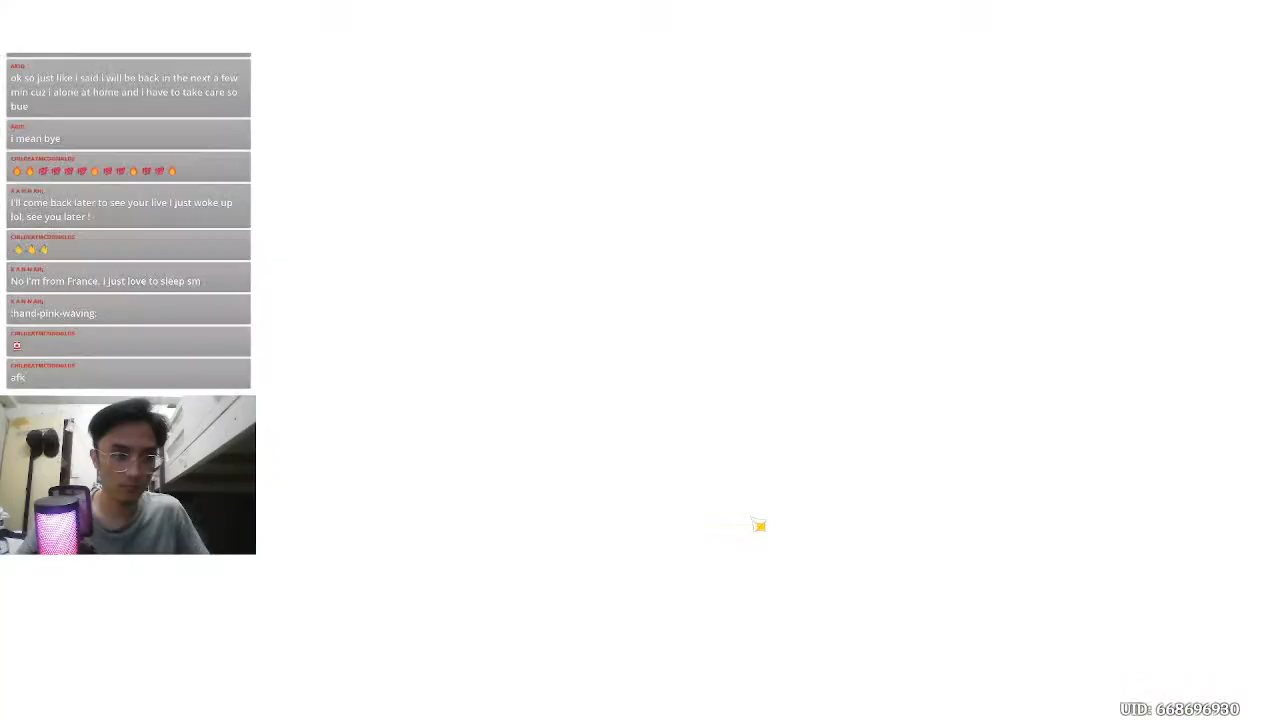 ok so just like i said i will be back in the next a few
min cuz i alone at home and i have to take care so
bue
i mean bye
I'll come back later to see your live I just woke up
lol, see you later !
No I'm from France, I just love to sleep sm
:hand-pink-waving:
afk
UID: 668696930